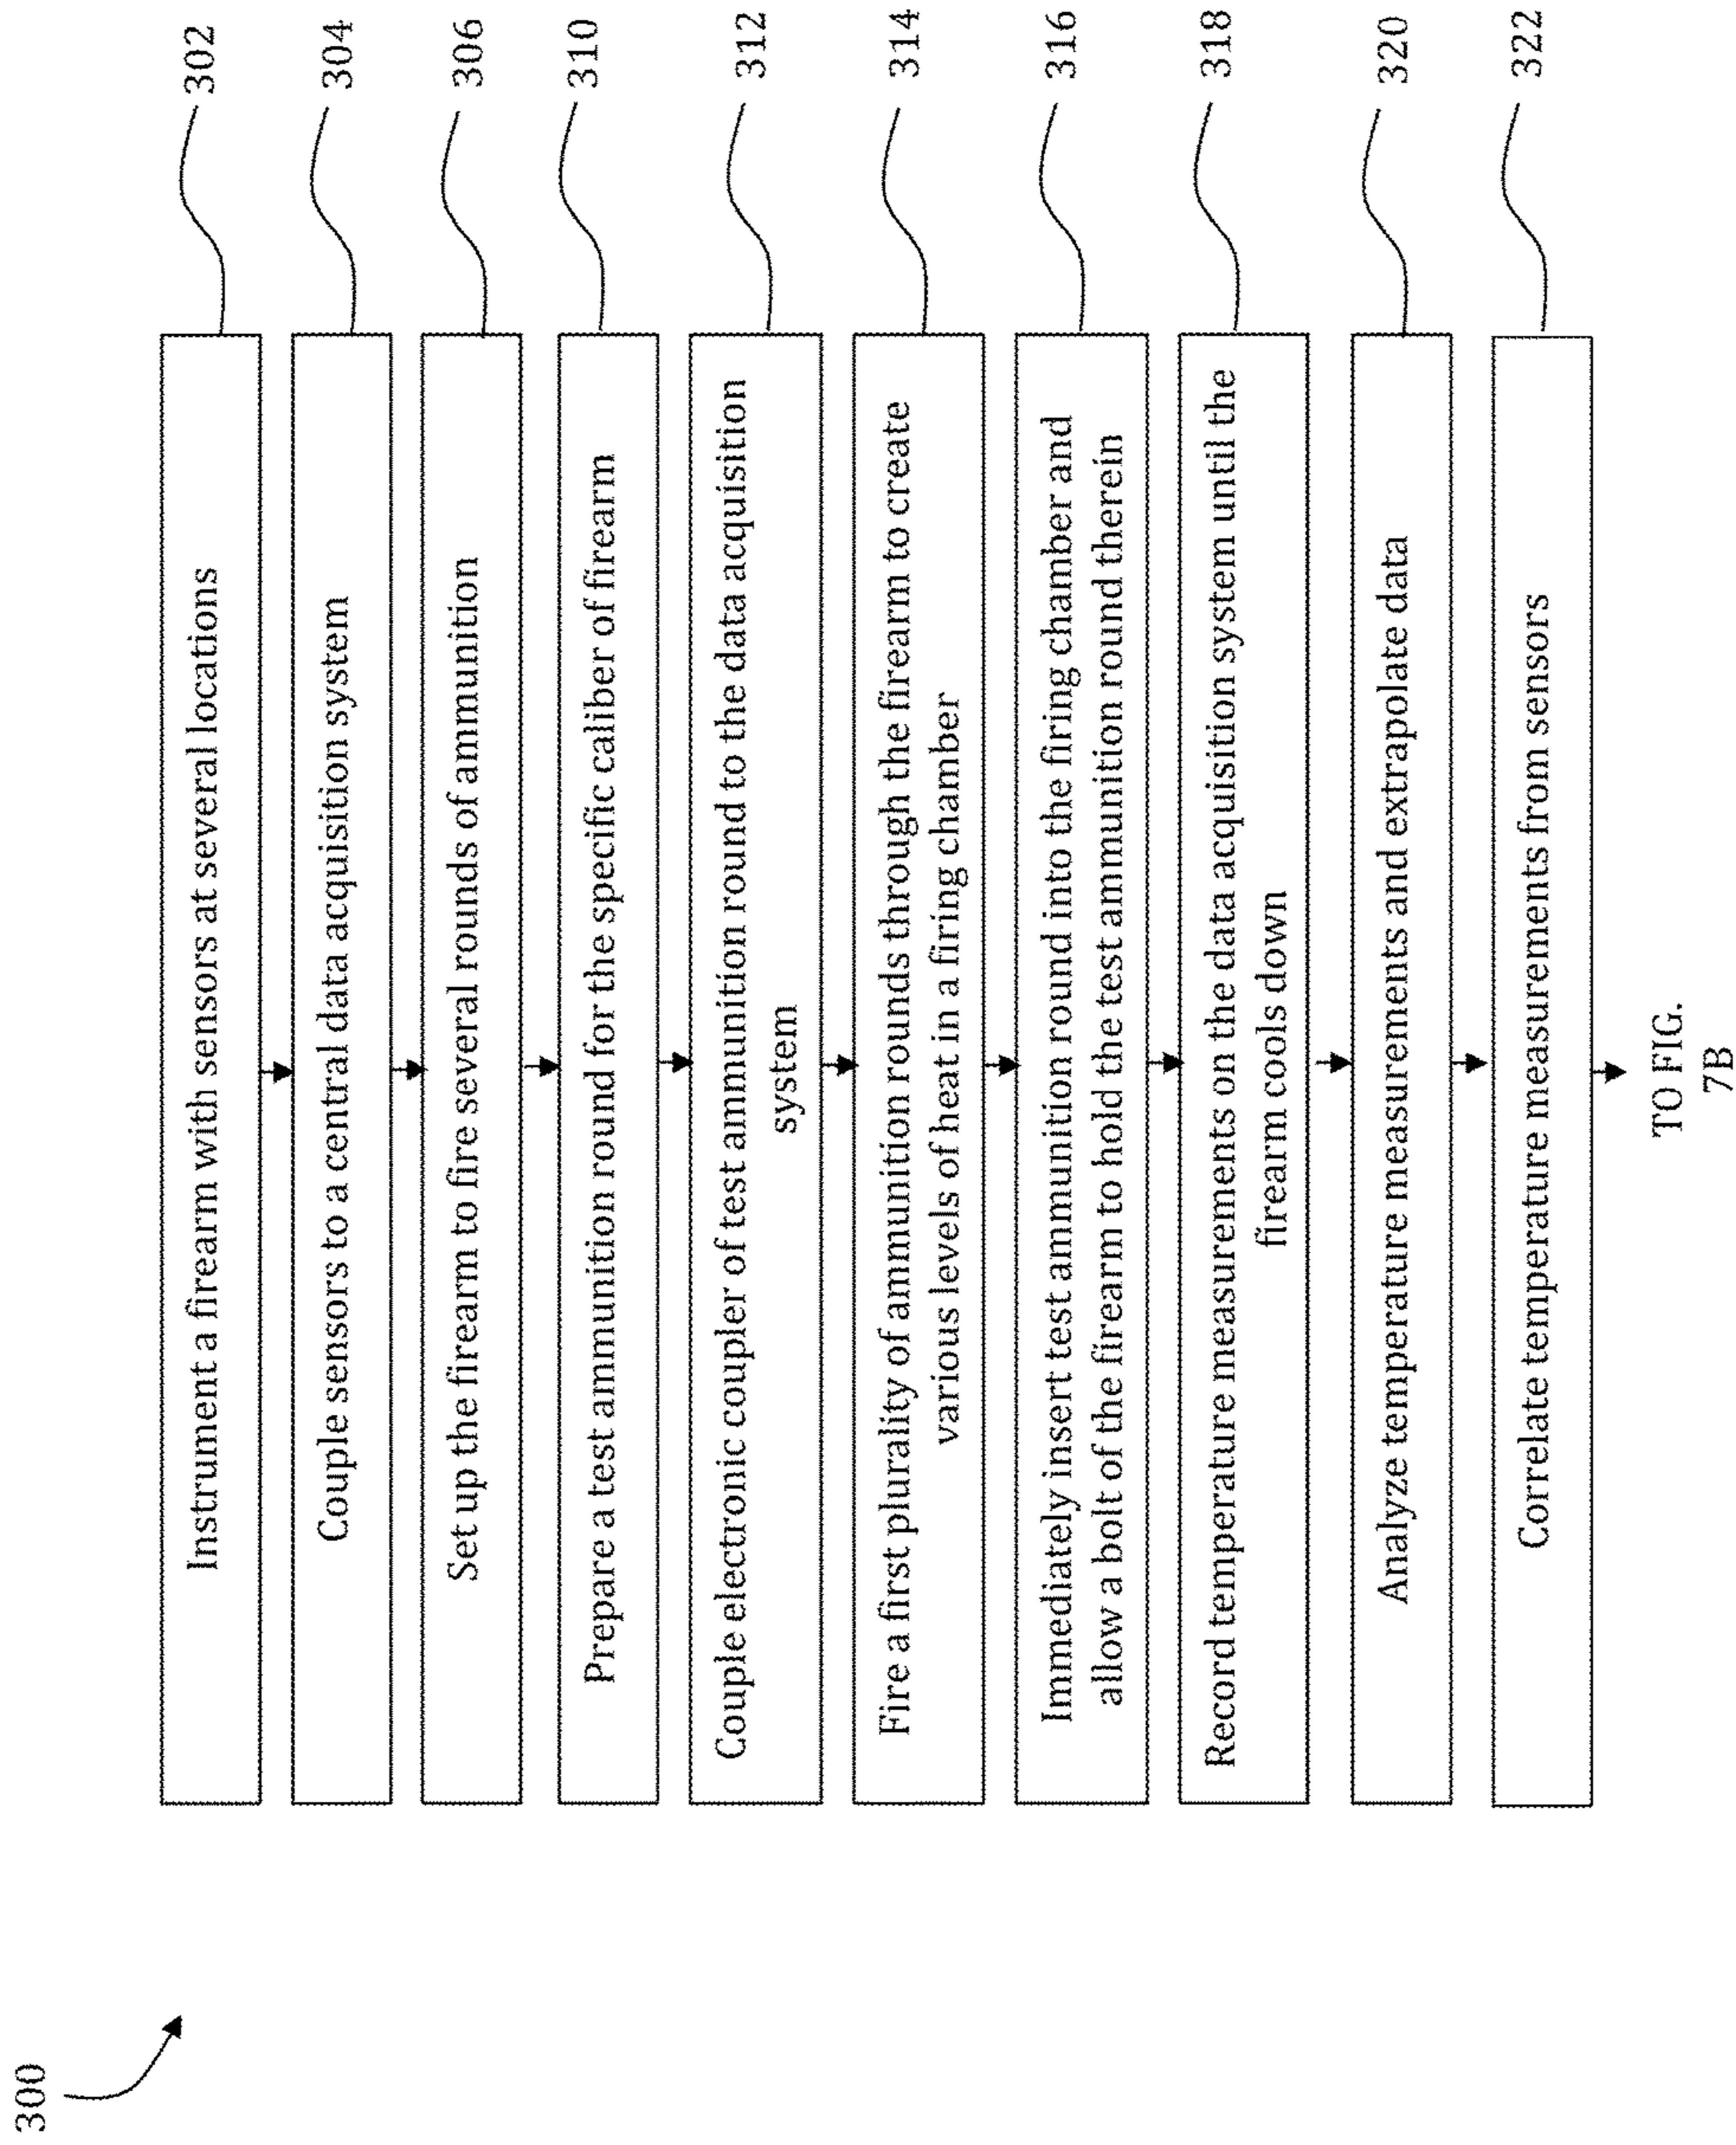 300
Instrument a firearm with sensors at several locations
302
Couple sensors to a central data acquisition system
304
Set up the firearm to fire several rounds of ammunition
306
Prepare a test ammunition round for the specific caliber of firearm
310
Couple electronic coupler of test ammunition round to the data acquisition
system
312
Fire a first plurality of ammunition rounds through the firearm to create
various levels of heat in a firing chamber
314
Immediately insert test ammunition round into the firing chamber and
allow a bolt of the firearm to hold the test ammunition round therein
316
Record temperature measurements on the data acquisition system until the
firearm cools down
318
Analyze temperature measurements and extrapolate data
320
Correlate temperature measurements from sensors
322
TO FIG.
7B